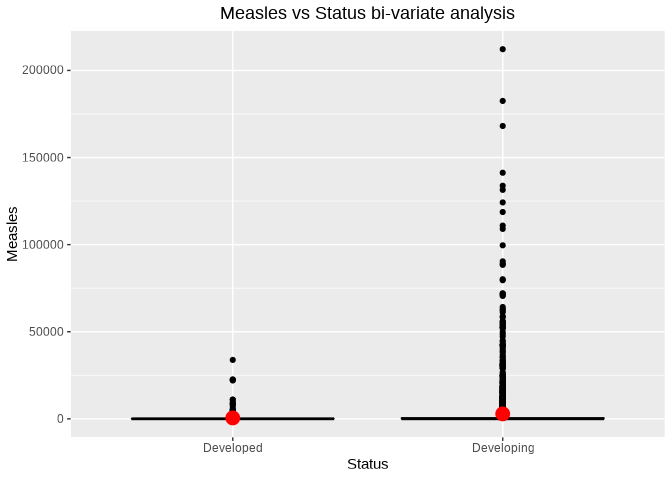 Measles vs Status bi-variate analysis
200000
150000
100000
50000
0
Measles
Developed
Developing
Status